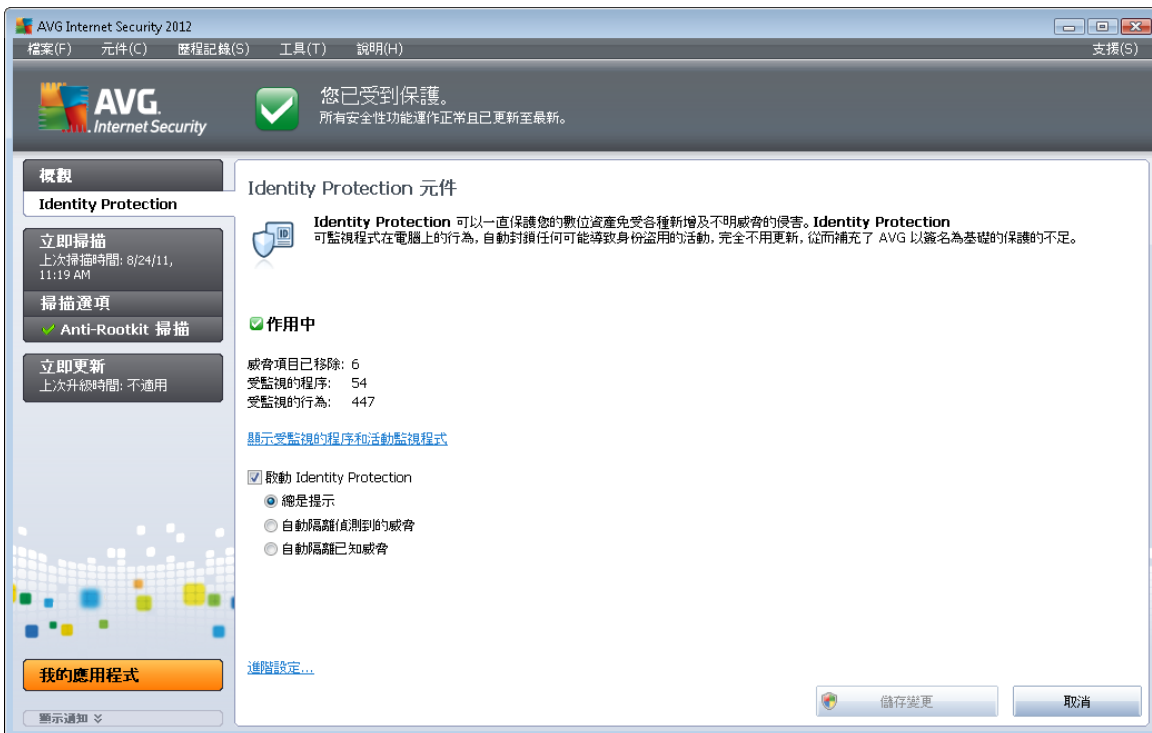 AVG Internet Security 2012
檔案(F) 元件(C) 歷程記錄(S) 工具(T) 說明(H) 支援(S)
AVG.
Internet Security
您已受到保護。
所有安全性功能運作正常且已更新至最新。
概觀
Identity Protection
立即掃描
上次掃描時間: 8/24/11,
11:19 AM
掃描選項
Anti-Rootkit 掃描
立即更新
上次升級時間: 不適用
我的應用程式
顯示通知
Identity Protection 元件
Identity Protection 可以一直保護您的數位資產免受各種新增及不明威脅的侵害。Identity Protection
可監視程式在電腦上的行為, 自動封鎖任何可能導致身份盜用的活動, 完全不用更新, 從而補充了 AVG 以簽名為基礎的保護的不足。
作用中
威脅項目已移除: 6
受監視的程序: 54
受監視的行為: 447
顯示受監視的程序和活動監視程式
啟動 Identity Protection
總是提示
自動隔離偵測到的威脅
自動隔離已知威脅
進階設定...
儲存變更
取消